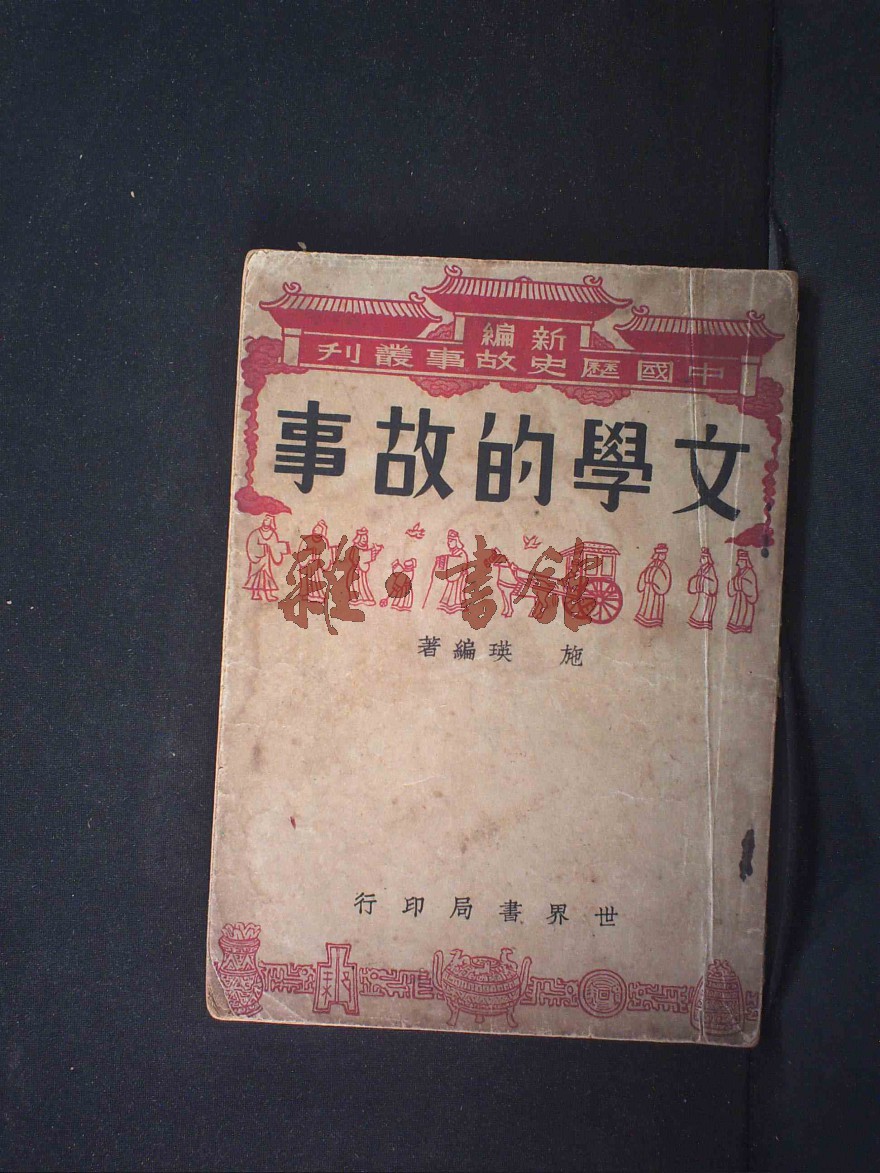 新編
中國歷史故事叢刊
文學的故事
雜·書館
施瑛編著
世界書局印行